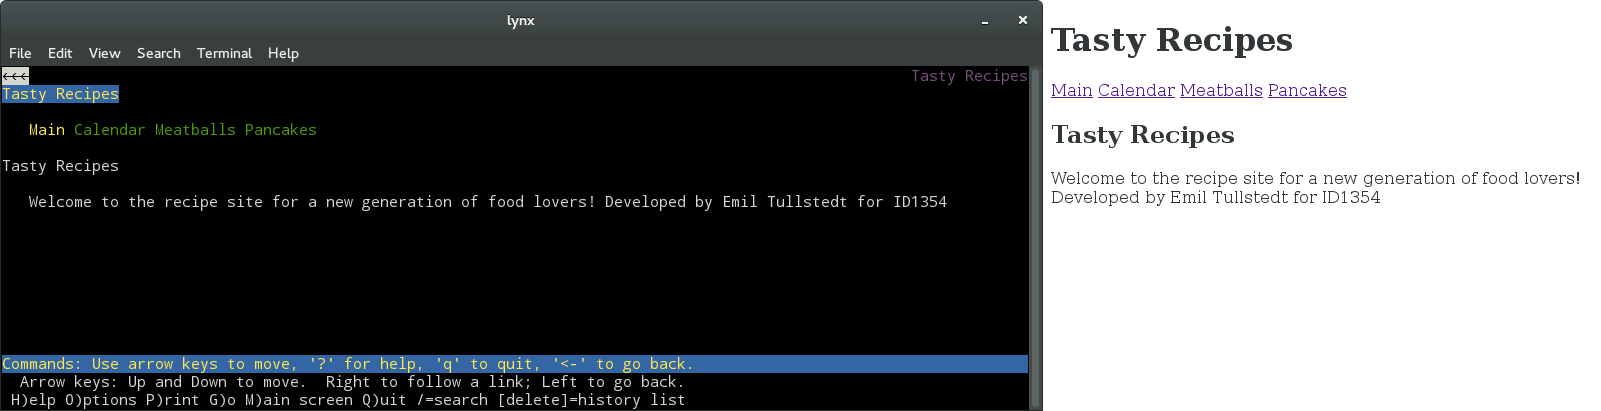 lynx
File Edit View Search Terminal Help
←←← Tasty Recipes
Tasty Recipes
Main Calendar Meatballs Pancakes
Tasty Recipes
Welcome to the recipe site for a new generation of food lovers! Developed by Emil Tullstedt for ID1354
Commands: Use arrow keys to move, '?' for help, 'q' to quit, '<-' to go back.
Arrow keys: Up and Down to move.  Right to follow a link; Left to go back.
H)elp O)ptions P)rint G)o M)ain screen Q)uit /=search [delete]=history list
Tasty Recipes
Main Calendar Meatballs Pancakes
Tasty Recipes
Welcome to the recipe site for a new generation of food lovers!
Developed by Emil Tullstedt for ID1354